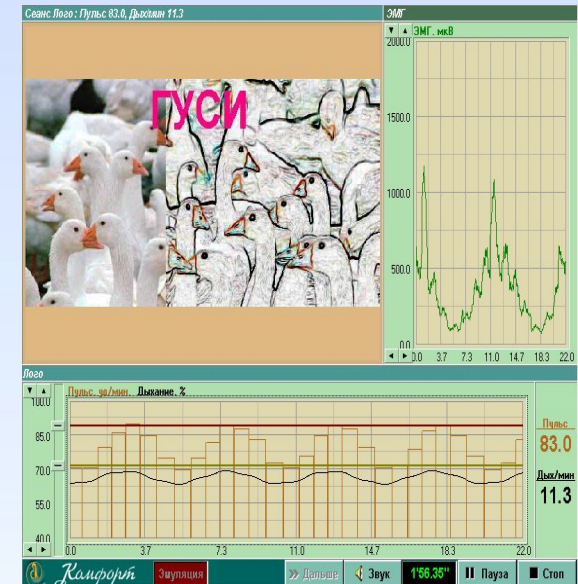 Сеанс Лого: Пульс 83.0, Дых/мин 11.3
ЭМГ
ЭМГ, мкВ
2000.0
1500.0
1000.0
500.0
0.0
0.0 3.7 7.3 11.0 14.7 18.3 22.0
ГУСИ
Лого
Пульс, уд/мин. Дыхание, %
100.0
85.0
70.0
55.0
40.0
0.0 3.7 7.3 11.0 14.7 18.3 22.0
Пульс
83.0
Дых/мин
11.3
Комфорт
Эмуляция
>> Дальше
Звук
1'56.35"
Пауза
Стоп